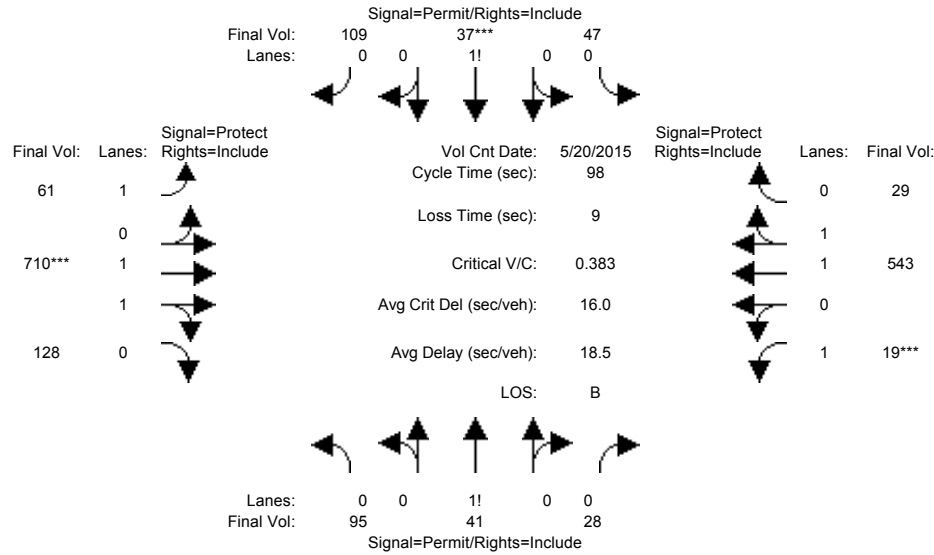 Signal=Permit/Rights=Include
Final Vol: 109 37*** 47
Lanes: 0 0 1! 0 0
Signal=Protect Signal=Protect
Final Vol: Lanes: Rights=Include Vol Cnt Date: 5/20/2015 Rights=Include Lanes: Final Vol:
Cycle Time (sec): 98
61 1 0 29
Loss Time (sec): 9
0 1
710*** 1 Critical V/C: 0.383 1 543
1 Avg Crit Del (sec/veh): 16.0 0
128 0 Avg Delay (sec/veh): 18.5 1 19***
LOS: B
Lanes: 0 0 1! 0 0
Final Vol: 95 41 28
Signal=Permit/Rights=Include